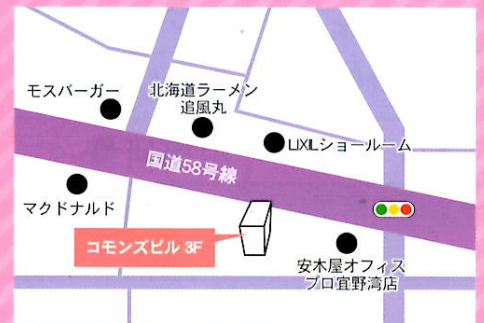 モスバーガー
北海道ラーメン
追風丸
LIXILショールーム
国道58号線
マクドナルド
コモンズビル 3F
安木屋オフィス
プロ宜野湾店